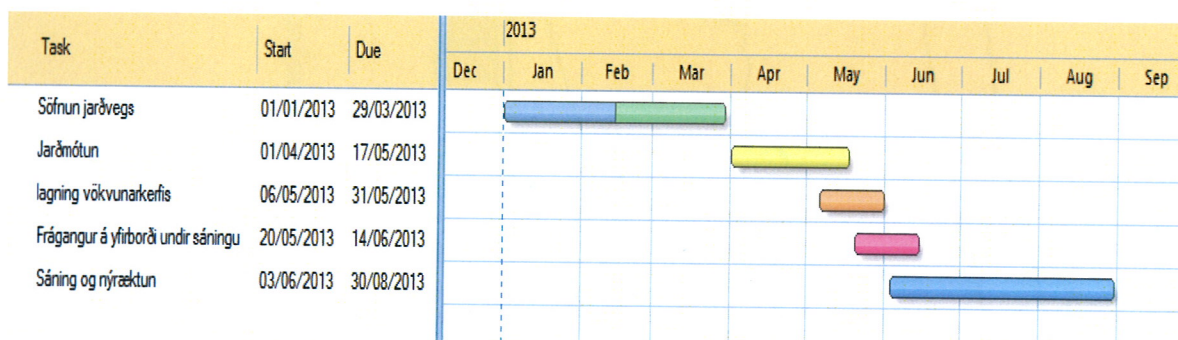 2013
Task Start Due
Dec Jan Feb Mar Apr May Jun Jul Aug Sep
Söfnun jarðvegs 01/01/2013 29/03/2013
Jarðmótun 01/04/2013 17/05/2013
lagning vökvunarkerfis 06/05/2013 31/05/2013
Frágangur á yfirborði undir sáningu 20/05/2013 14/06/2013
Sáning og nýræktun 03/06/2013 30/08/2013